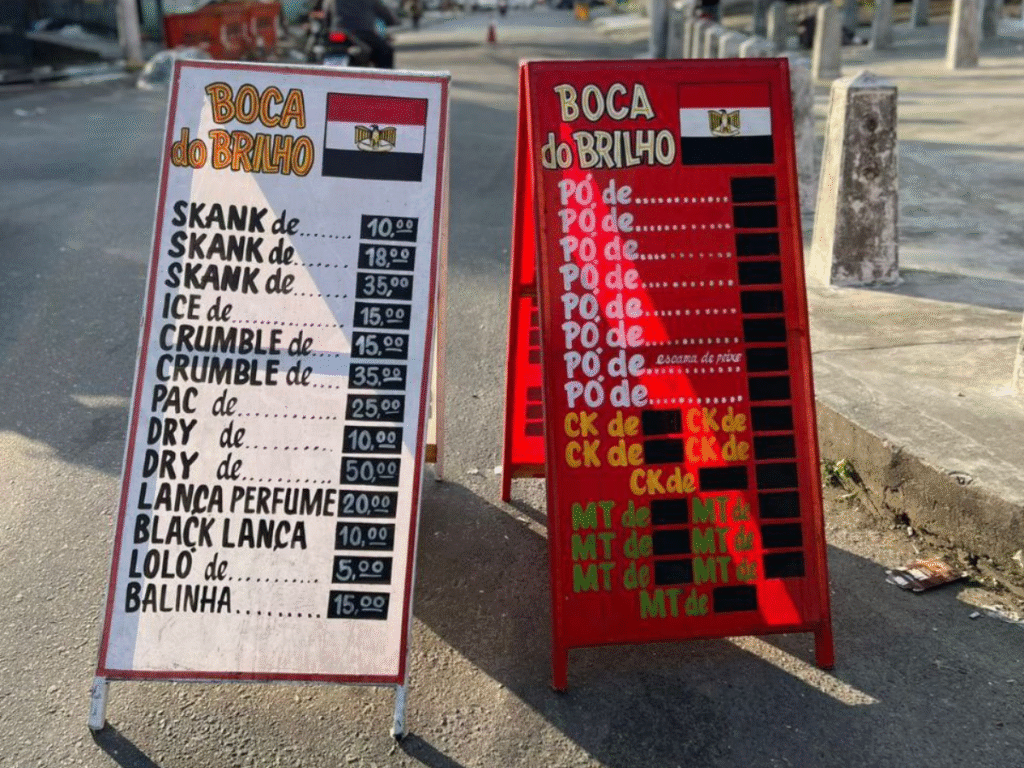 BOCA
do BRILHO
SKANK de....... 10,00
SKANK de...... 18,00
SKANK de...... 35,00
ICE de.............. 15,00
CRUMBLE de.... 15,00
CRUMBLE de.... 35,00
PAC de............ 25,00
DRY de........... 10,00
DRY de........... 50,00
LANÇA PERFUME 20,00
BLACK LANÇA 10,00
LOLÓ de........... 5,00
BALINHA.......... 15,00
BOCA
do BRILHO
PÓ de..............
PÓ de..............
PÓ de..............
PÓ de..............
PÓ de..............
PÓ de..............
PÓ de escama de peixe
PÓ de..............
CK de CK de
CK de CK de
CK de
MT de MT de
MT de MT de
MT de MT de
MT de